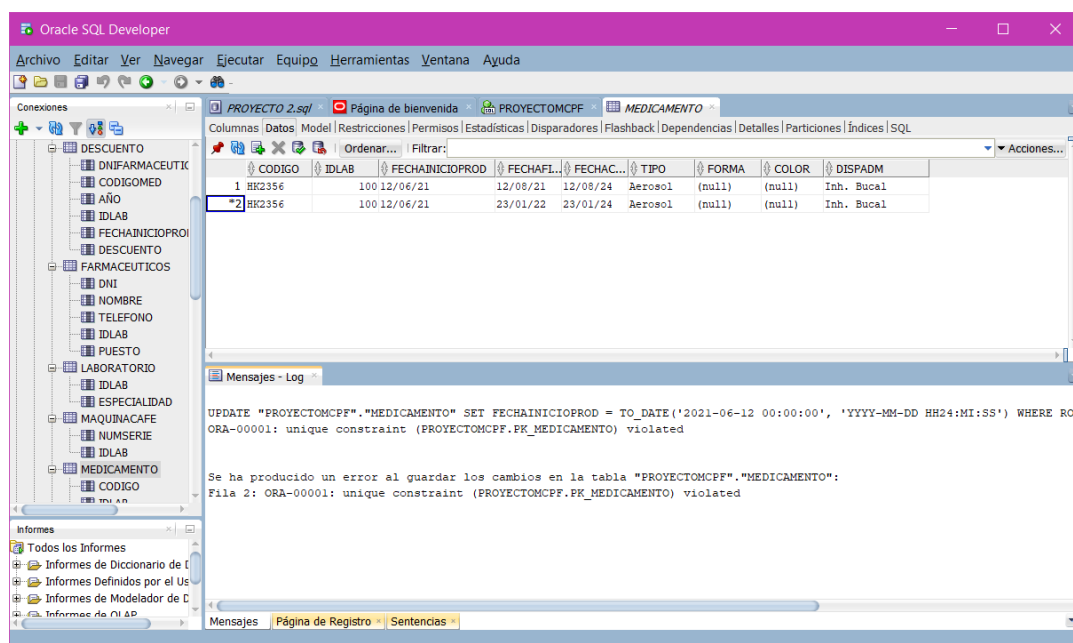 Oracle SQL Developer
Archivo Editar Ver Navegar Ejecutar Equipo Herramientas Ventana Ayuda
Conexiones
DESCUENTO
DNIFARMACEUTIC
CODIGOMED
AÑO
IDLAB
FECHAINICIOPROI
DESCUENTO
FARMACEUTICOS
DNI
NOMBRE
TELEFONO
IDLAB
PUESTO
LABORATORIO
IDLAB
ESPECIALIDAD
MAQUINACAFE
NUMSERIE
IDLAB
MEDICAMENTO
CODIGO
Informes
Todos los Informes
Informes de Diccionario de D
Informes Definidos por el Us
Informes de Modelador de D
Informes de OLAP
PROYECTO 2.sql Página de bienvenida PROYECTOMCPF MEDICAMENTO
Columnas Datos Model Restricciones Permisos Estadísticas Disparadores Flashback Dependencias Detalles Particiones Índices SQL
Ordenar... Filtrar: Acciones...
CODIGO IDLAB FECHAINICIOPROD FECHAFI... FECHAC... TIPO FORMA COLOR DISPADM
1 HK2356 100 12/06/21 12/08/21 12/08/24 Aerosol (null) (null) Inh. Bucal
*2 HK2356 100 12/06/21 23/01/22 23/01/24 Aerosol (null) (null) Inh. Bucal
Mensajes - Log
UPDATE "PROYECTOMCPF"."MEDICAMENTO" SET FECHAINICIOPROD = TO_DATE('2021-06-12 00:00:00', 'YYYY-MM-DD HH24:MI:SS') WHERE RO
ORA-00001: unique constraint (PROYECTOMCPF.PK_MEDICAMENTO) violated
Se ha producido un error al guardar los cambios en la tabla "PROYECTOMCPF"."MEDICAMENTO":
Fila 2: ORA-00001: unique constraint (PROYECTOMCPF.PK_MEDICAMENTO) violated
Mensajes Página de Registro Sentencias